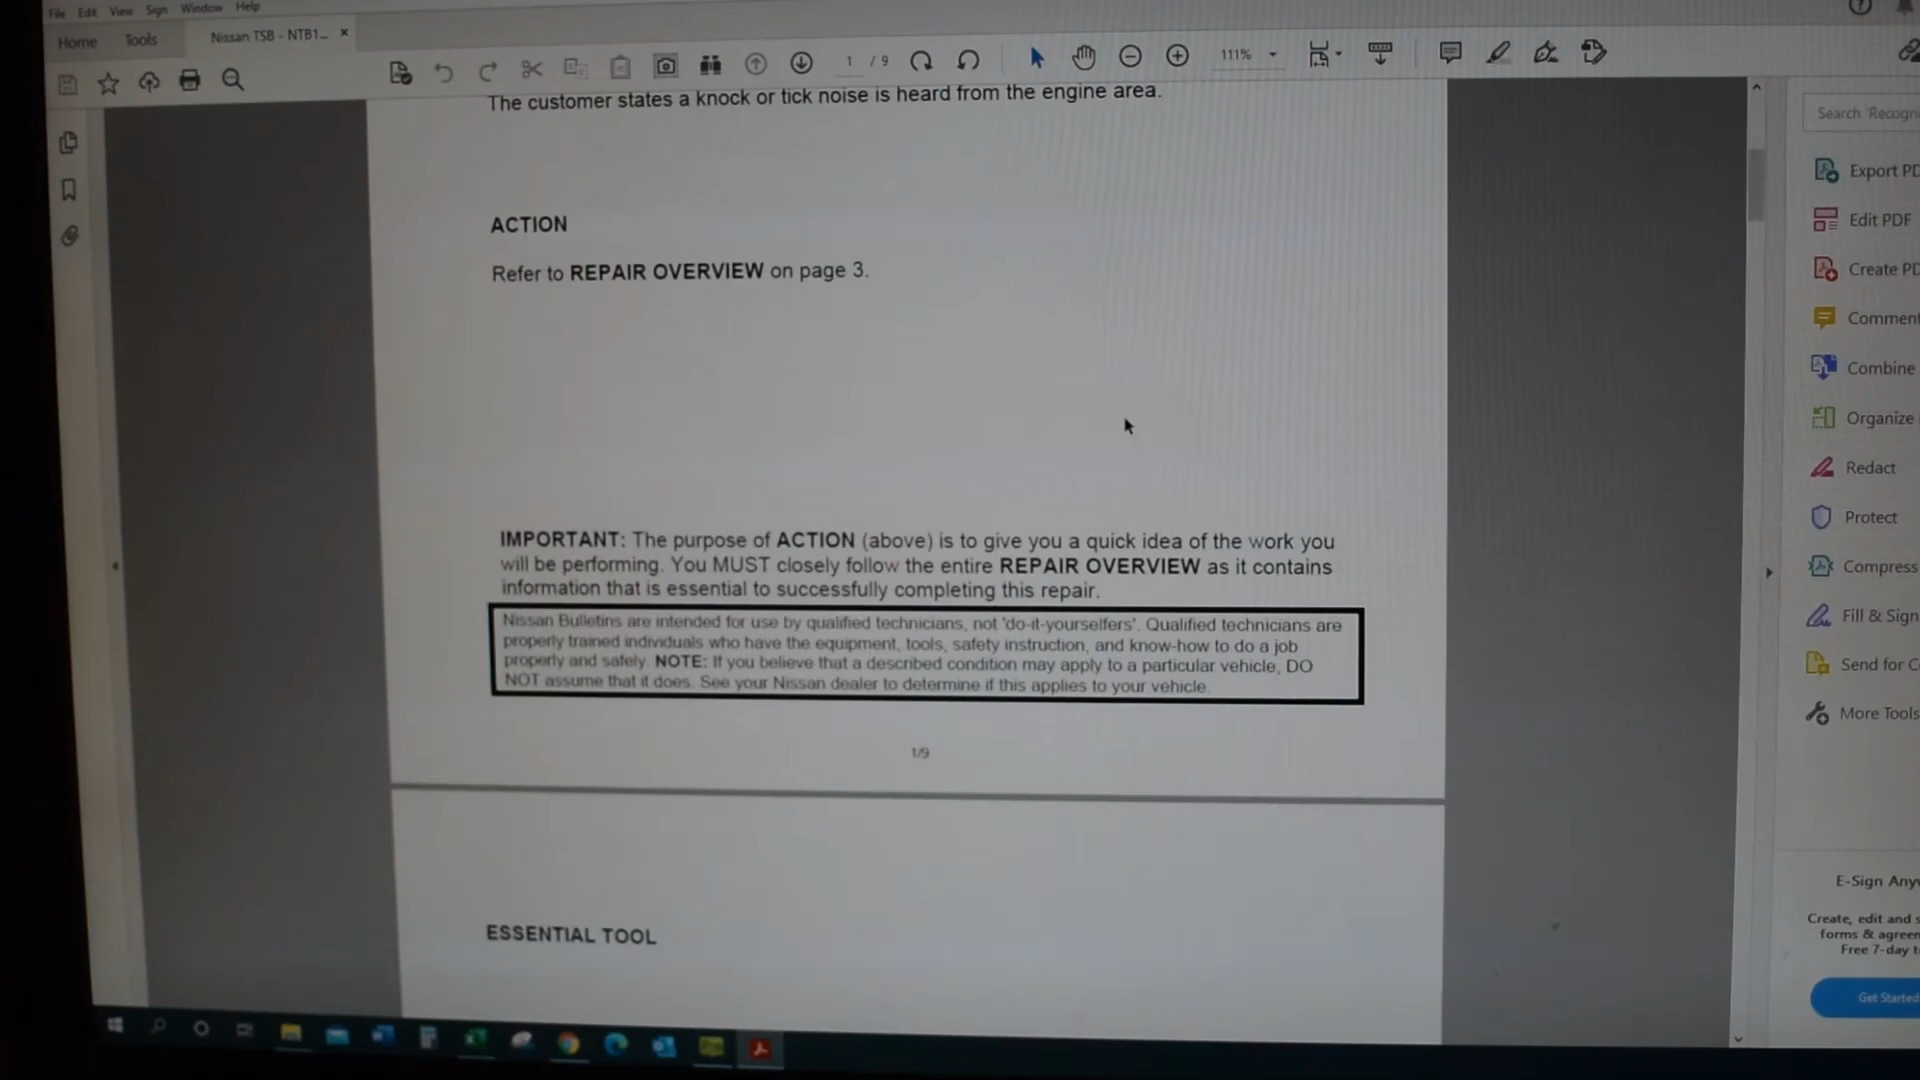 File Edit View Sign Window Help
Home Tools Nissan TSB - NTB1... ×
1 / 9 111%
The customer states a knock or tick noise is heard from the engine area.
Search 'Recogn
ACTION
Refer to REPAIR OVERVIEW on page 3.
IMPORTANT: The purpose of ACTION (above) is to give you a quick idea of the work you
will be performing. You MUST closely follow the entire REPAIR OVERVIEW as it contains
information that is essential to successfully completing this repair.
Nissan Bulletins are intended for use by qualified technicians, not 'do-it-yourselfers'. Qualified technicians are
properly trained individuals who have the equipment, tools, safety instruction, and know-how to do a job
properly and safely. NOTE: If you believe that a described condition may apply to a particular vehicle, DO
NOT assume that it does. See your Nissan dealer to determine if this applies to your vehicle.
1/9
ESSENTIAL TOOL
Export PD
Edit PDF
Create PD
Comment
Combine
Organize
Redact
Protect
Compress
Fill & Sign
Send for C
More Tools
E-Sign Anyw
Create, edit and s
forms & agreem
Free 7-day t
Get Started